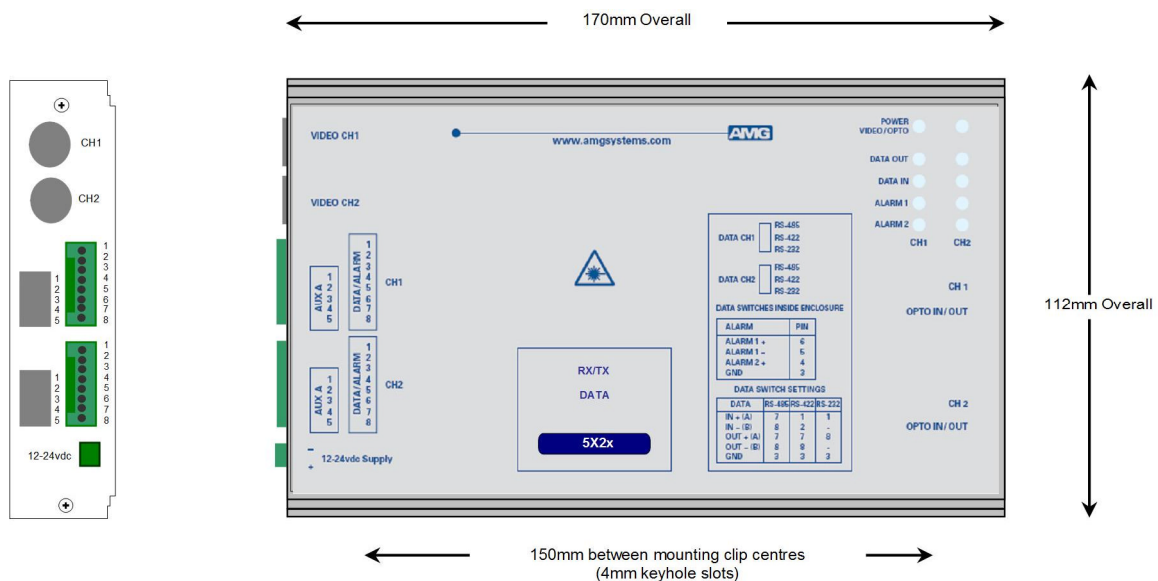 170mm Overall
CH1
CH2
1
2
3
4
5
6
7
8
1
2
3
4
5
1
2
3
4
5
6
7
8
1
2
3
4
5
12-24vdc
VIDEO CH1
www.amgsystems.com
AMG
VIDEO CH2
POWER
VIDEO/OPTO
DATA OUT
DATA IN
ALARM 1
ALARM 2
CH1 CH2
AUX A
1
2
3
4
5
DATA/ALARM
1
2
3
4
5
6
7
8
CH1
AUX A
1
2
3
4
5
DATA/ALARM
1
2
3
4
5
6
7
8
CH2
- 
+
12-24vdc Supply
RX/TX
DATA
5X2x
DATA CH1
RS-485
RS-422
RS-232
DATA CH2
RS-485
RS-422
RS-232
DATA SWITCHES INSIDE ENCLOSURE
ALARM PIN
ALARM 1 + 6
ALARM 1 – 5
ALARM 2 + 4
GND 3
DATA SWITCH SETTINGS
DATA RS-485 RS-422 RS-232
IN + (A) 7 1 1
IN – (B) 8 2 -
OUT + (A) 7 7 8
OUT – (B) 8 8 -
GND 3 3 3
CH 1
OPTO IN/OUT
CH 2
OPTO IN/OUT
112mm Overall
150mm between mounting clip centres
(4mm keyhole slots)